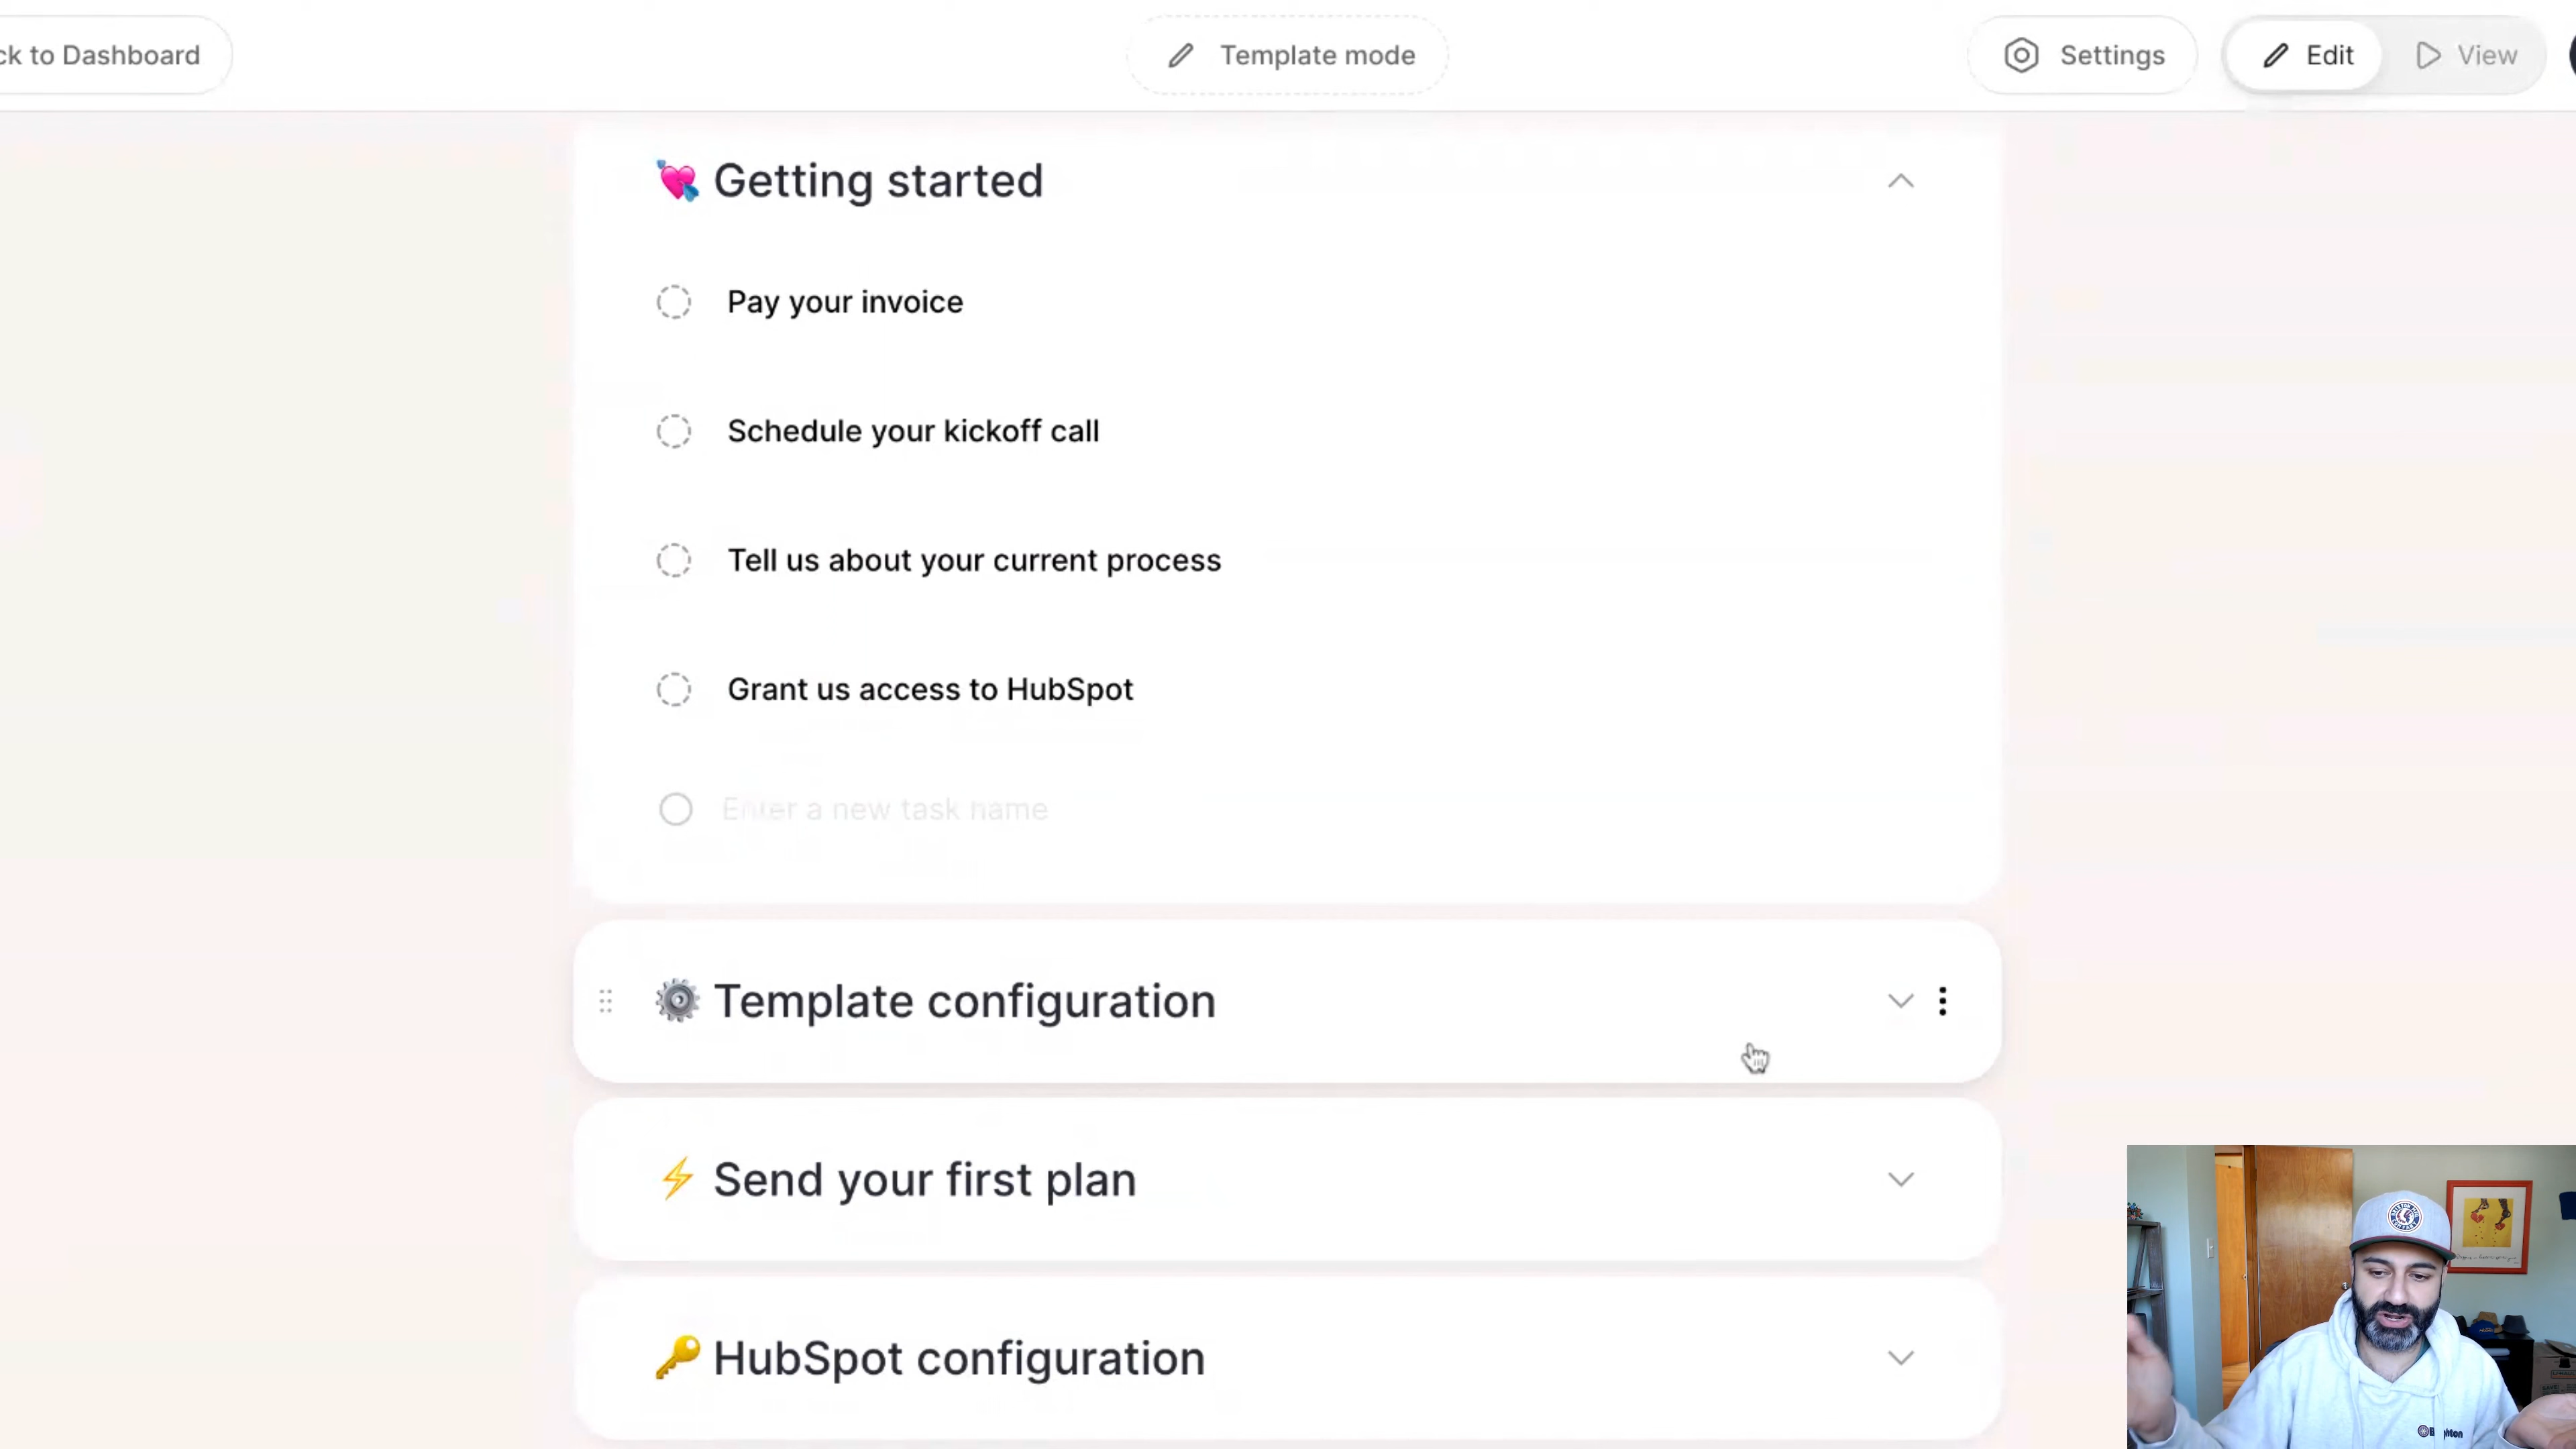 ck to Dashboard
Template mode
Settings
Edit
View
Getting started
Pay your invoice
Schedule your kickoff call
Tell us about your current process
Grant us access to HubSpot
Enter a new task name
Template configuration
Send your first plan
HubSpot configuration